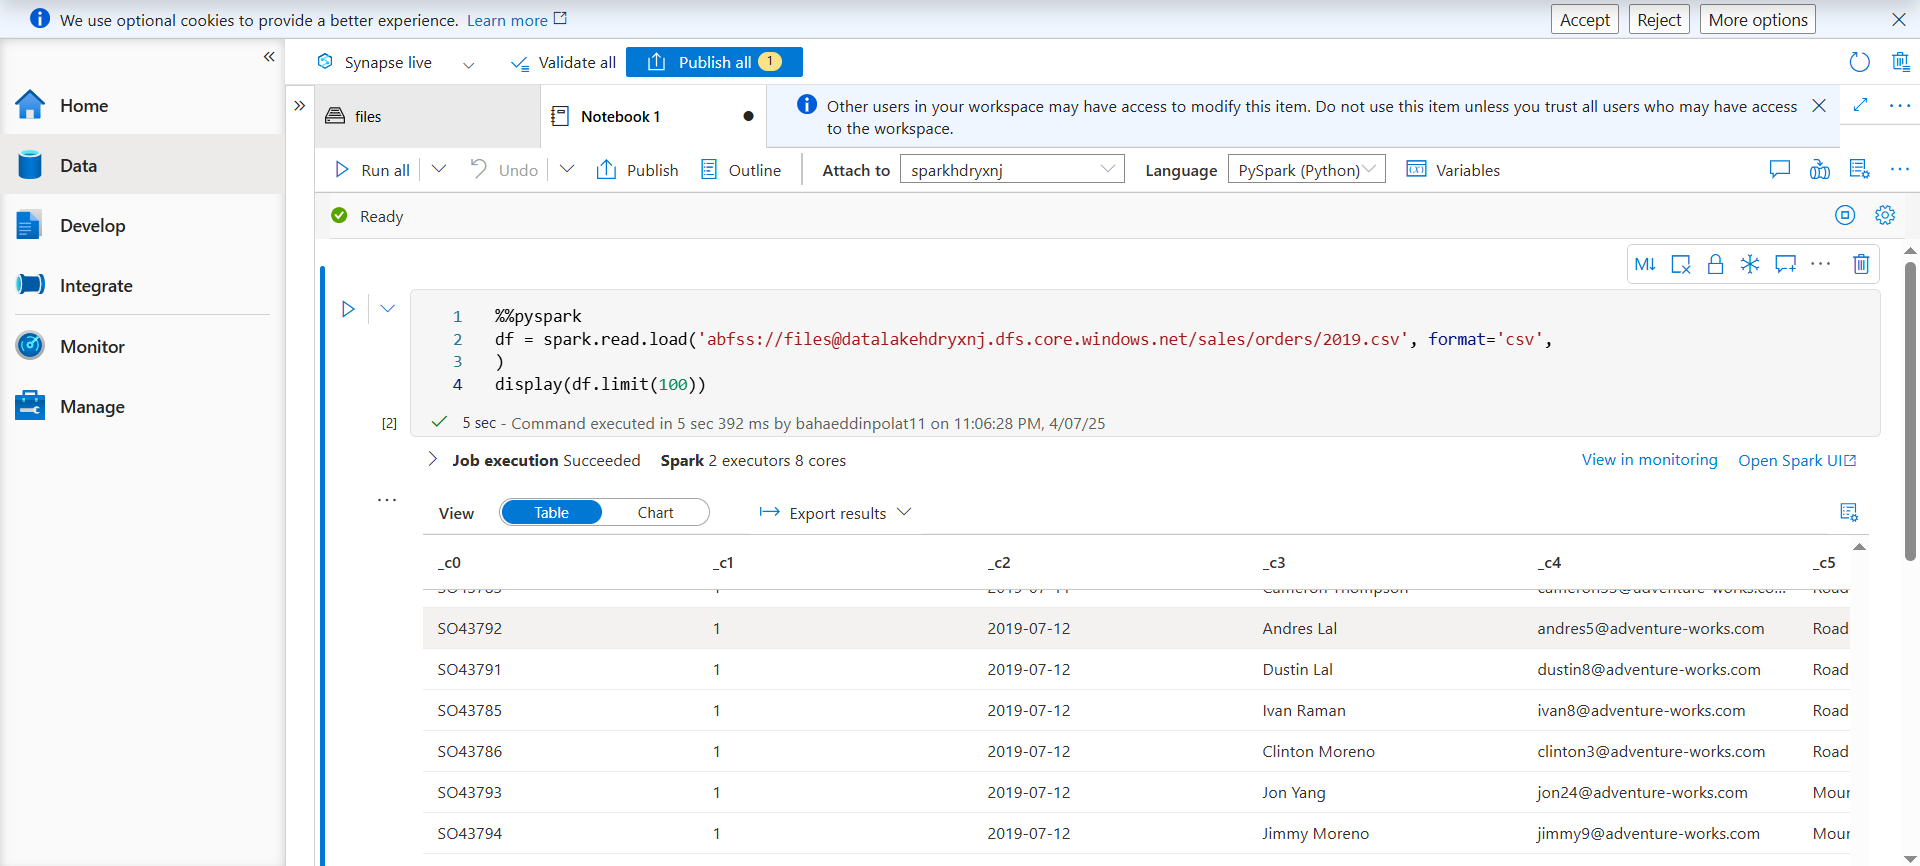 We use optional cookies to provide a better experience. Learn more
Accept
Reject
More options
Synapse live
Validate all
Publish all 1
Home
Data
Develop
Integrate
Monitor
Manage
files
Notebook 1
Other users in your workspace may have access to modify this item. Do not use this item unless you trust all users who may have access
to the workspace.
Run all
Undo
Publish
Outline
Attach to
sparkhdryxnj
Language
PySpark (Python)
Variables
Ready
M↓
1 %%pyspark
2 df = spark.read.load('abfss://files@datalakehdryxnj.dfs.core.windows.net/sales/orders/2019.csv', format='csv',
3 )
4 display(df.limit(100))
[2] 5 sec - Command executed in 5 sec 392 ms by bahaeddinpolat11 on 11:06:28 PM, 4/07/25
Job execution Succeeded Spark 2 executors 8 cores
View in monitoring
Open Spark UI
View
Table
Chart
Export results
_c0 _c1 _c2 _c3 _c4 _c5
Cameron Thompson
SO43792 1 2019-07-12 Andres Lal andres5@adventure-works.com Road
SO43791 1 2019-07-12 Dustin Lal dustin8@adventure-works.com Road
SO43785 1 2019-07-12 Ivan Raman ivan8@adventure-works.com Road
SO43786 1 2019-07-12 Clinton Moreno clinton3@adventure-works.com Road
SO43793 1 2019-07-12 Jon Yang jon24@adventure-works.com Mour
SO43794 1 2019-07-12 Jimmy Moreno jimmy9@adventure-works.com Mour